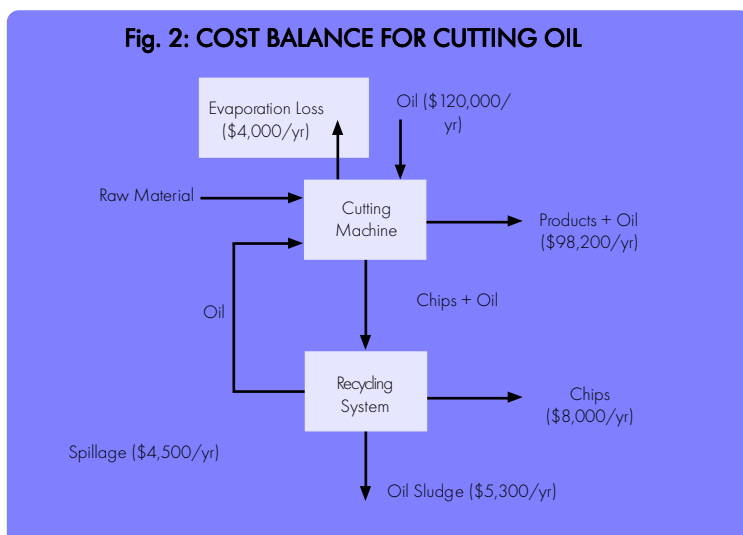 Fig. 2: COST BALANCE FOR CUTTING OIL
Evaporation Loss
($4,000/yr)
Oil ($120,000/
yr)
Raw Material
Cutting
Machine
Products + Oil
($98,200/yr)
Oil
Chips + Oil
Recycling
System
Chips
($8,000/yr)
Spillage ($4,500/yr)
Oil Sludge ($5,300/yr)